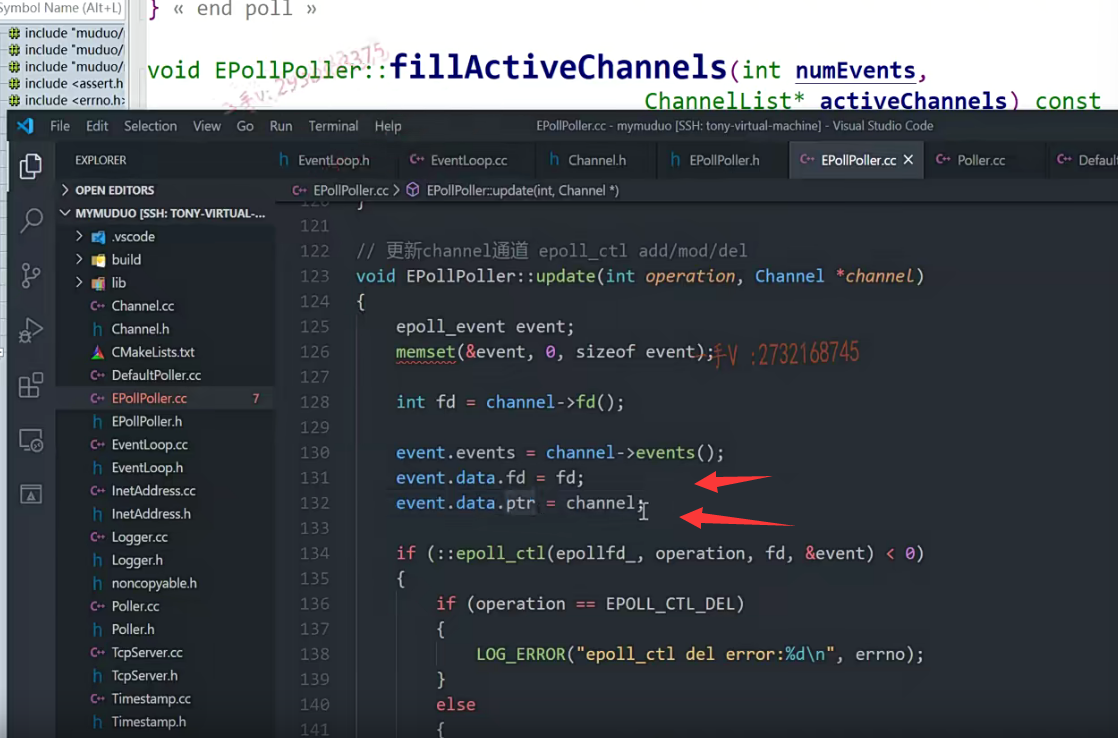 Symbol Name (Alt+L)
} « end poll »
include "muduo/
include "muduo/
include "muduo/
include <assert.h
include <errno.h>
void EPollPoller::fillActiveChannels(int numEvents,
ChannelList* activeChannels) const
File Edit Selection View Go Run Terminal Help
EPollPoller.cc - mymuduo [SSH: tony-virtual-machine] - Visual Studio Code
EXPLORER
EventLoop.h EventLoop.cc Channel.h EPollPoller.h EPollPoller.cc Poller.cc Defaul
OPEN EDITORS
EPollPoller.cc > EPollPoller::update(int, Channel *)
MYMUDUO [SSH: TONY-VIRTUAL-...
.vscode
build
lib
Channel.cc
Channel.h
CMakeLists.txt
DefaultPoller.cc
EPollPoller.cc 7
EPollPoller.h
EventLoop.cc
EventLoop.h
InetAddress.cc
InetAddress.h
Logger.cc
Logger.h
noncopyable.h
Poller.cc
Poller.h
TcpServer.cc
TcpServer.h
Timestamp.cc
Timestamp.h
120 }
121
122 // 更新channel通道 epoll_ctl add/mod/del
123 void EPollPoller::update(int operation, Channel *channel)
124 {
125 epoll_event event;
126 memset(&event, 0, sizeof event);
一手V :2732168745
127
128 int fd = channel->fd();
129
130 event.events = channel->events();
131 event.data.fd = fd;
132 event.data.ptr = channel;
133
134 if (::epoll_ctl(epollfd_, operation, fd, &event) < 0)
135 {
136 if (operation == EPOLL_CTL_DEL)
137 {
138 LOG_ERROR("epoll_ctl del error:%d\n", errno);
139 }
140 else
141 {